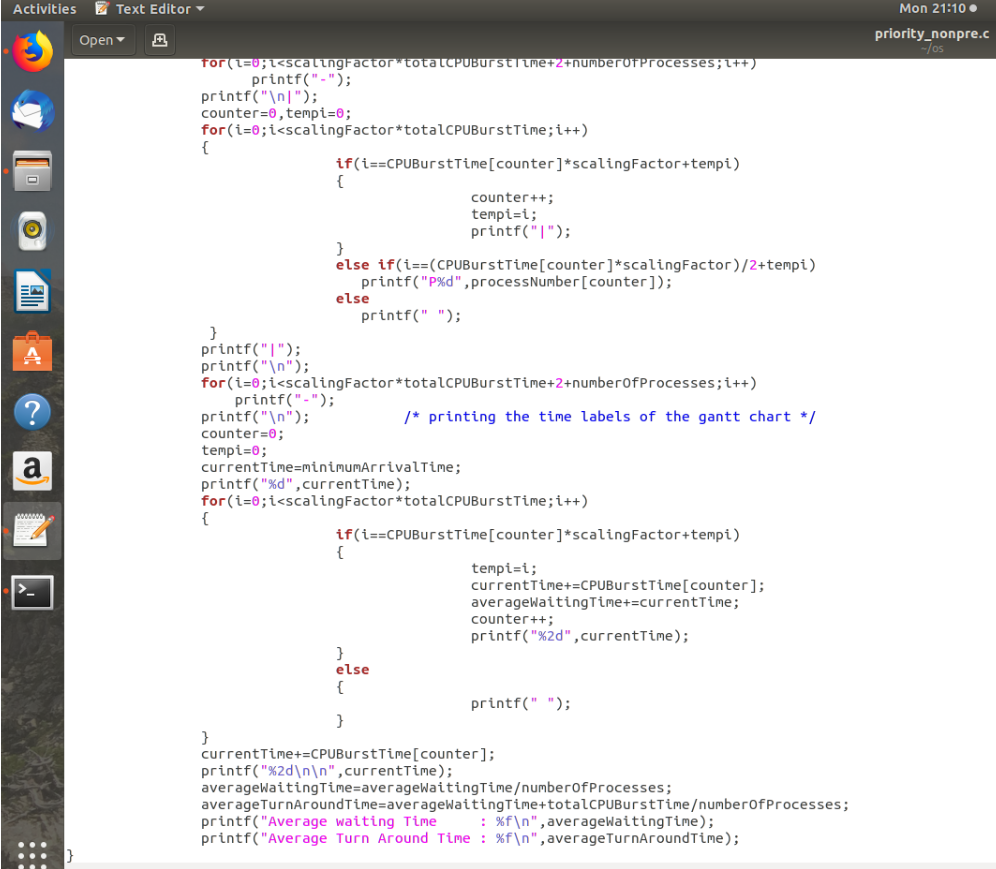 Activities Text Editor Mon 21:10
Open priority_nonpre.c
~/os
for(i=0;i<scalingFactor*totalCPUBurstTime+2+numberOfProcesses;i++)
printf("-");
printf("\n|");
counter=0,tempi=0;
for(i=0;i<scalingFactor*totalCPUBurstTime;i++)
{
if(i==CPUBurstTime[counter]*scalingFactor+tempi)
{
counter++;
tempi=i;
printf("|");
}
else if(i==(CPUBurstTime[counter]*scalingFactor)/2+tempi)
printf("P%d",processNumber[counter]);
else
printf(" ");
}
printf("|");
printf("\n");
for(i=0;i<scalingFactor*totalCPUBurstTime+2+numberOfProcesses;i++)
printf("-");
printf("\n"); /* printing the time labels of the gantt chart */
counter=0;
tempi=0;
currentTime=minimumArrivalTime;
printf("%d",currentTime);
for(i=0;i<scalingFactor*totalCPUBurstTime;i++)
{
if(i==CPUBurstTime[counter]*scalingFactor+tempi)
{
tempi=i;
currentTime+=CPUBurstTime[counter];
averageWaitingTime+=currentTime;
counter++;
printf("%2d",currentTime);
}
else
{
printf(" ");
}
}
currentTime+=CPUBurstTime[counter];
printf("%2d\n\n",currentTime);
averageWaitingTime=averageWaitingTime/numberOfProcesses;
averageTurnAroundTime=averageWaitingTime+totalCPUBurstTime/numberOfProcesses;
printf("Average waiting Time     : %f\n",averageWaitingTime);
printf("Average Turn Around Time : %f\n",averageTurnAroundTime);
}